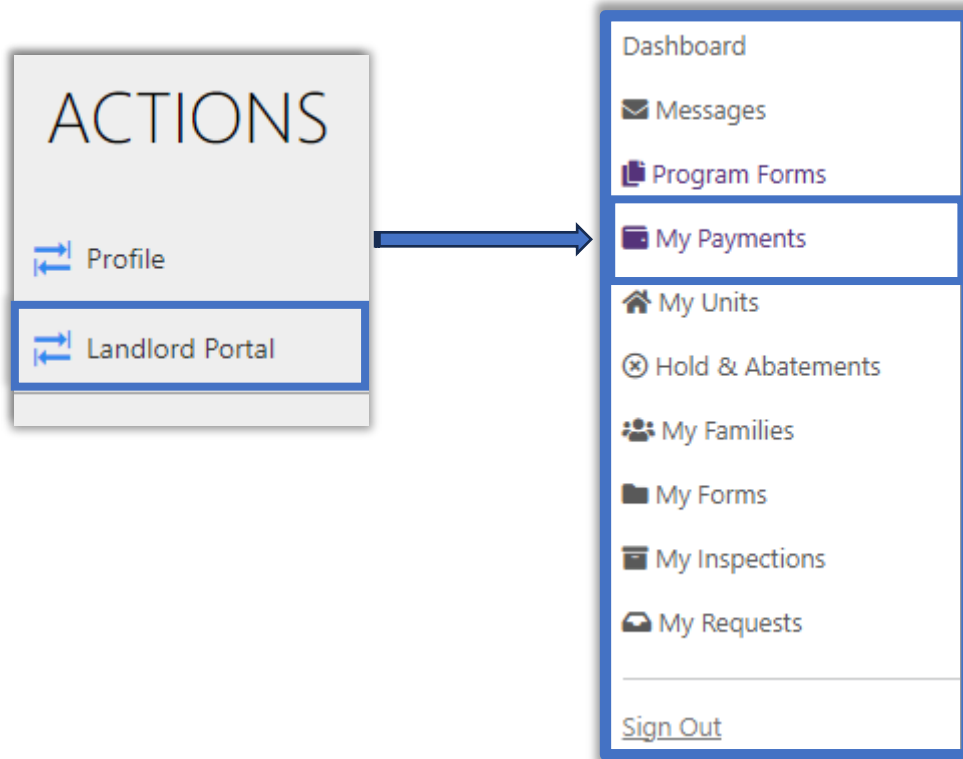 ACTIONS
Profile
Landlord Portal
Dashboard
Messages
Program Forms
My Payments
My Units
Hold & Abatements
My Families
My Forms
My Inspections
My Requests
Sign Out